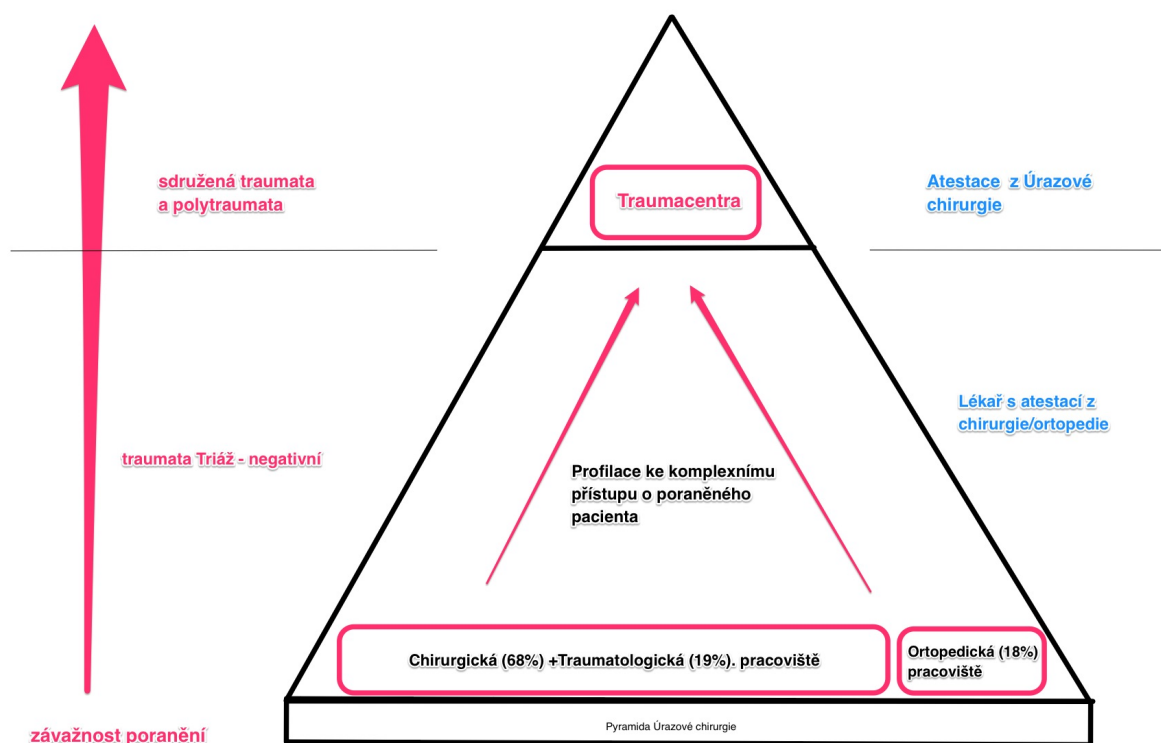 sdružená traumata
a polytraumata
Traumacentra
Atestace z Úrazové
chirurgie
Lékař s atestací z
chirurgie/ortopedie
traumata Triáž - negativní
Profilace ke komplexnímu
přístupu o poraněného
pacienta
Chirurgická (68%) +Traumatologická (19%). pracoviště
Ortopedická (18%)
pracoviště
závažnost poranění
Pyramida Úrazové chirurgie